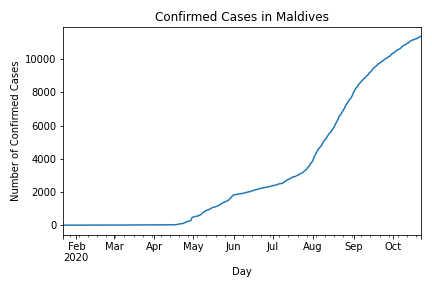 Confirmed Cases in Maldives
Number of Confirmed Cases
10000
8000
6000
4000
2000
0
Feb Mar Apr May Jun Jul Aug Sep Oct
2020
Day